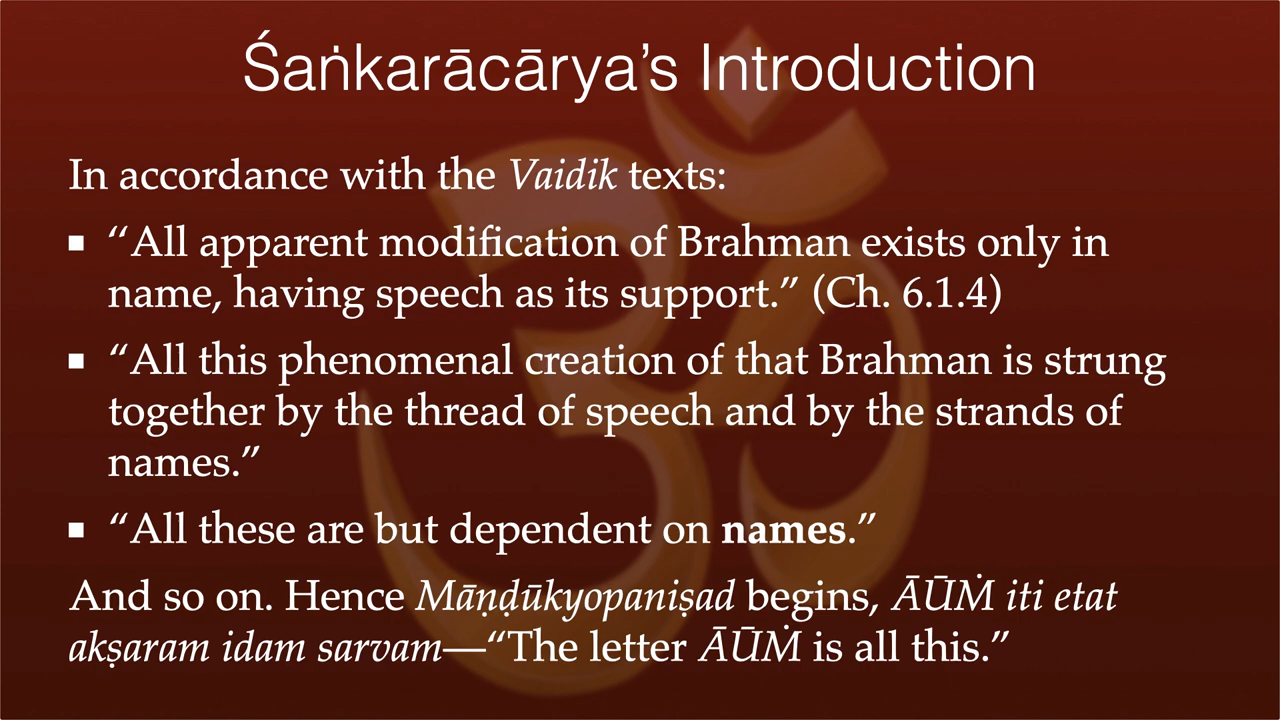 Śaṅkarācārya’s Introduction
In accordance with the Vaidik texts:
▪ “All apparent modification of Brahman exists only in
name, having speech as its support.” (Ch. 6.1.4)
▪ “All this phenomenal creation of that Brahman is strung
together by the thread of speech and by the strands of
names.”
▪ “All these are but dependent on names.”
And so on. Hence Māṇḍūkyopaniṣad begins, ĀŪṀ iti etat
akṣaram idam sarvam—“The letter ĀŪṀ is all this.”